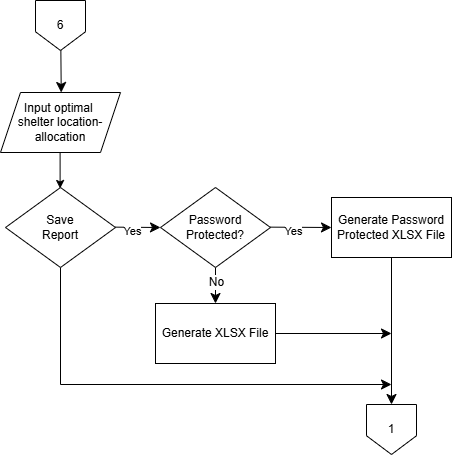 6
Input optimal
shelter location-
allocation
Save
Report
Yes
Password
Protected?
Yes
Generate Password
Protected XLSX File
No
Generate XLSX File
1